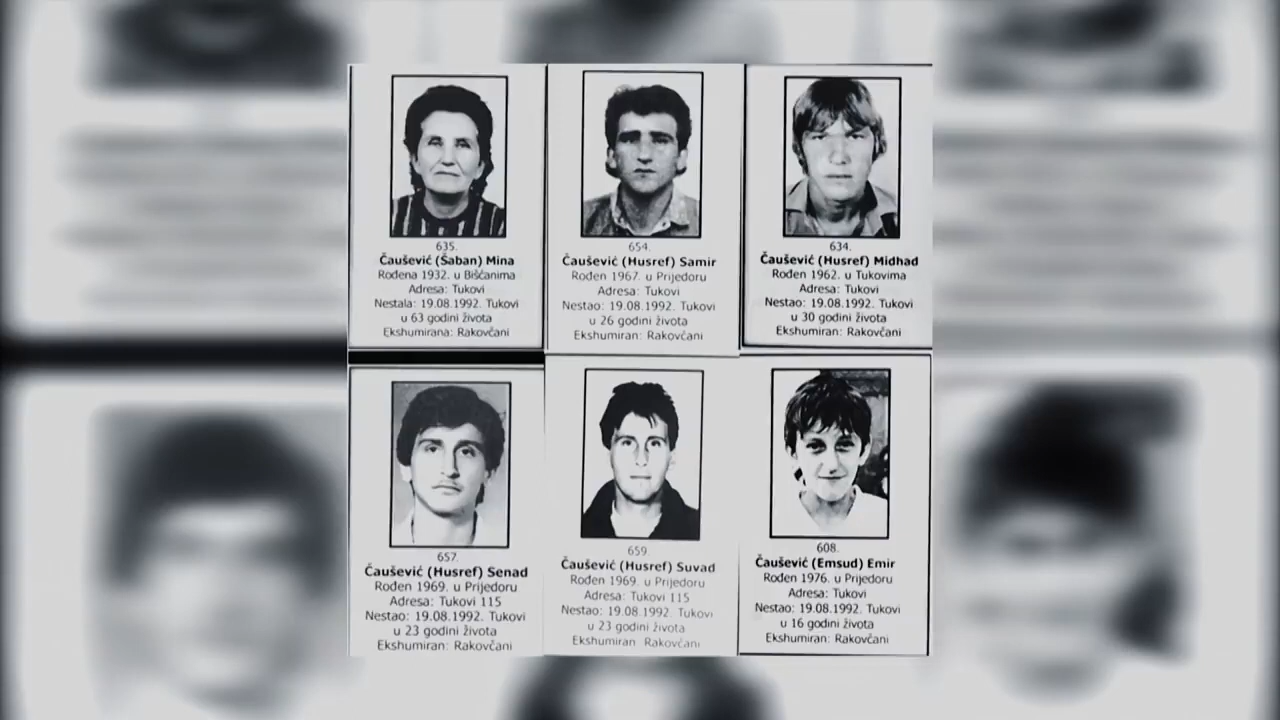 635.
Čaušević (Šaban) Mina
Rođena 1932. u Bišćanima
Adresa: Tukovi
Nestala: 19.08.1992. Tukovi
u 63 godini života
Ekshumirana: Rakovčani
654.
Čaušević (Husref) Samir
Rođen 1967. u Prijedoru
Adresa: Tukovi
Nestao: 19.08.1992. Tukovi
u 26 godini života
Ekshumiran: Rakovčani
634.
Čaušević (Husref) Midhad
Rođen 1962. u Tukovima
Adresa: Tukovi
Nestao: 19.08.1992. Tukovi
u 30 godini života
Ekshumiran: Rakovčani
657.
Čaušević (Husref) Senad
Rođen 1969. u Prijedoru
Adresa: Tukovi 115
Nestao: 19.08.1992. Tukovi
u 23 godini života
Ekshumiran: Rakovčani
659.
Čaušević (Husref) Suvad
Rođen 1969. u Prijedoru
Adresa: Tukovi 115
Nestao: 19.08.1992. Tukovi
u 23 godini života
Ekshumiran Rakovčani
608.
Čaušević (Emsud) Emir
Rođen 1976. u Prijedoru
Adresa: Tukovi
Nestao: 19.08.1992. Tukovi
u 16 godini života
Ekshumiran: Rakovčani